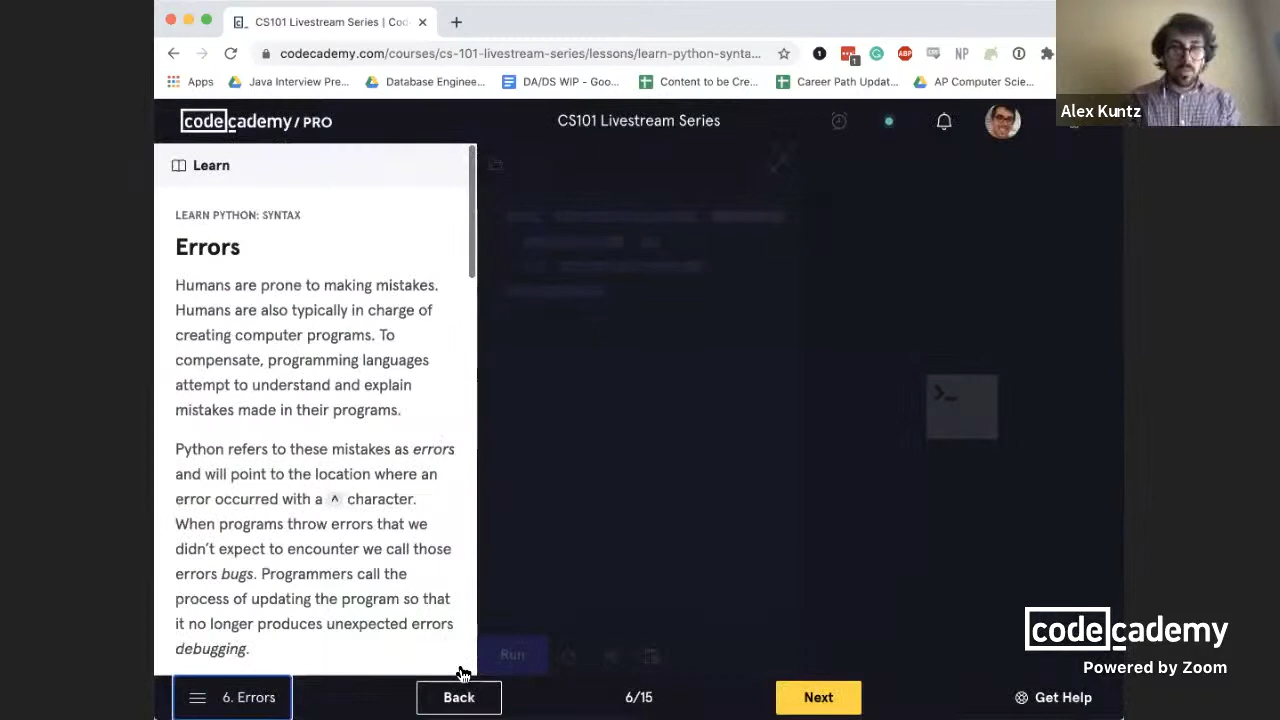 CS101 Livestream Series | Cod
codecademy.com/courses/cs-101-livestream-series/lessons/learn-python-synta...
1
1
ABP
NP
Apps
Java Interview Pre...
Database Enginee...
DA/DS WiP - Goo...
Content to be Cre...
Career Path Updat...
AP Computer Scie...
Alex Kuntz
codecademy / PRO
CS101 Livestream Series
Learn
LEARN PYTHON: SYNTAX
Errors
Humans are prone to making mistakes.
Humans are also typically in charge of
creating computer programs. To
compensate, programming languages
attempt to understand and explain
mistakes made in their programs.
Python refers to these mistakes as errors
and will point to the location where an
error occurred with a ^ character.
When programs throw errors that we
didn't expect to encounter we call those
errors bugs. Programmers call the
process of updating the program so that
it no longer produces unexpected errors
debugging.
>_
Run
codecademy
Powered by Zoom
6. Errors
Back
6/15
Next
Get Help